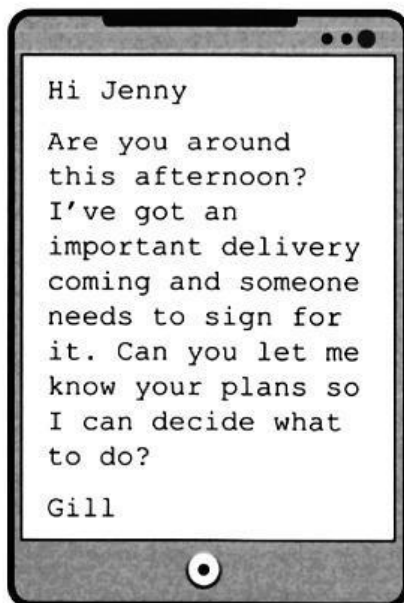 Hi Jenny
Are you around
this afternoon?
I've got an
important delivery
coming and someone
needs to sign for
it. Can you let me
know your plans so
I can decide what
to do?
Gill